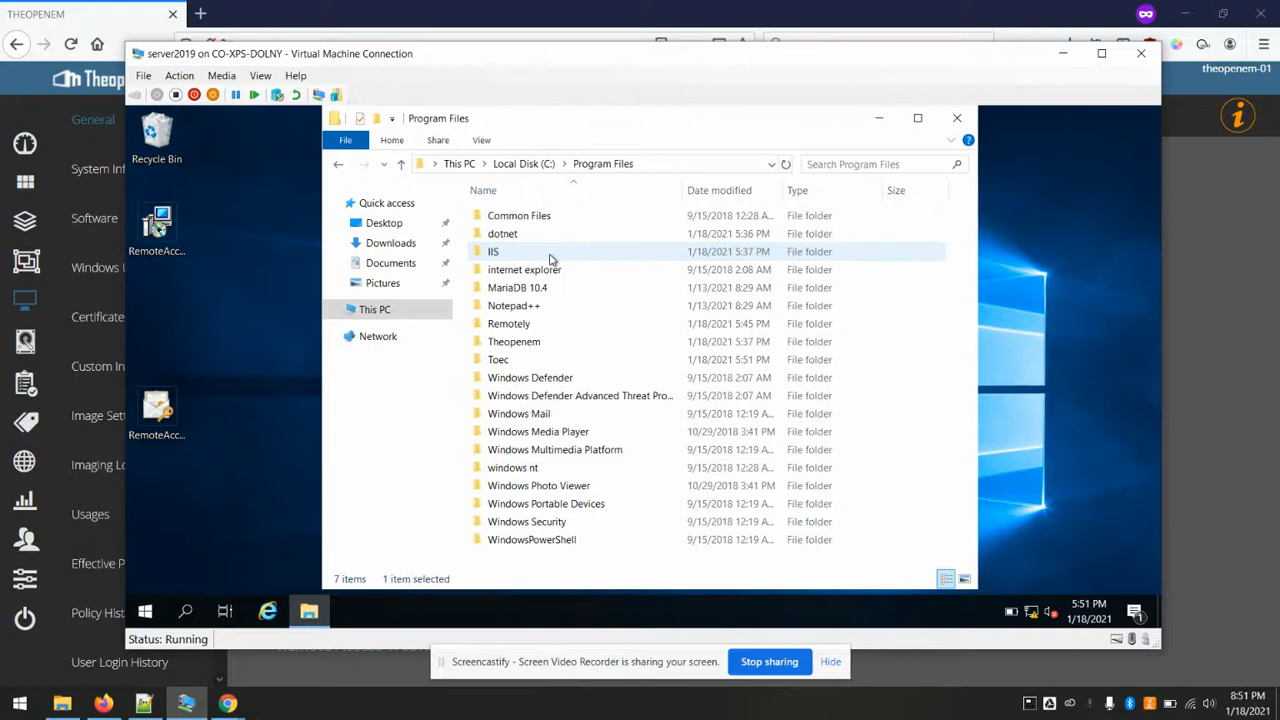 THEOPENEM
server2019 on CO-XPS-DOLNY - Virtual Machine Connection
Theop
theopenem-01
File Action Media View Help
General
System Inf
Software
Windows U
Certificate
Custom In
Image Sett
Imaging Lo
Usages
Effective P
Policy Hist
User Login History
Recycle Bin
RemoteAcc...
RemoteAcc...
Program Files
File Home Share View
This PC Local Disk (C:) Program Files
Search Program Files
Quick access
Desktop
Downloads
Documents
Pictures
This PC
Network
Name Date modified Type Size
Common Files 9/15/2018 12:28 A... File folder
dotnet 1/18/2021 5:36 PM File folder
IIS 1/18/2021 5:37 PM File folder
internet explorer 9/15/2018 2:08 AM File folder
MariaDB 10.4 1/13/2021 8:29 AM File folder
Notepad++ 1/13/2021 8:29 AM File folder
Remotely 1/18/2021 5:45 PM File folder
Theopenem 1/18/2021 5:37 PM File folder
Toec 1/18/2021 5:51 PM File folder
Windows Defender 9/15/2018 2:07 AM File folder
Windows Defender Advanced Threat Pro... 9/15/2018 2:07 AM File folder
Windows Mail 9/15/2018 12:19 A... File folder
Windows Media Player 10/29/2018 3:41 PM File folder
Windows Multimedia Platform 9/15/2018 12:19 A... File folder
windows nt 9/15/2018 12:28 A... File folder
Windows Photo Viewer 10/29/2018 3:41 PM File folder
Windows Portable Devices 9/15/2018 12:19 A... File folder
Windows Security 9/15/2018 12:19 A... File folder
WindowsPowerShell 9/15/2018 12:19 A... File folder
7 items 1 item selected
5:51 PM
1/18/2021
Status: Running
Screencastify - Screen Video Recorder is sharing your screen. Stop sharing Hide
8:51 PM
1/18/2021